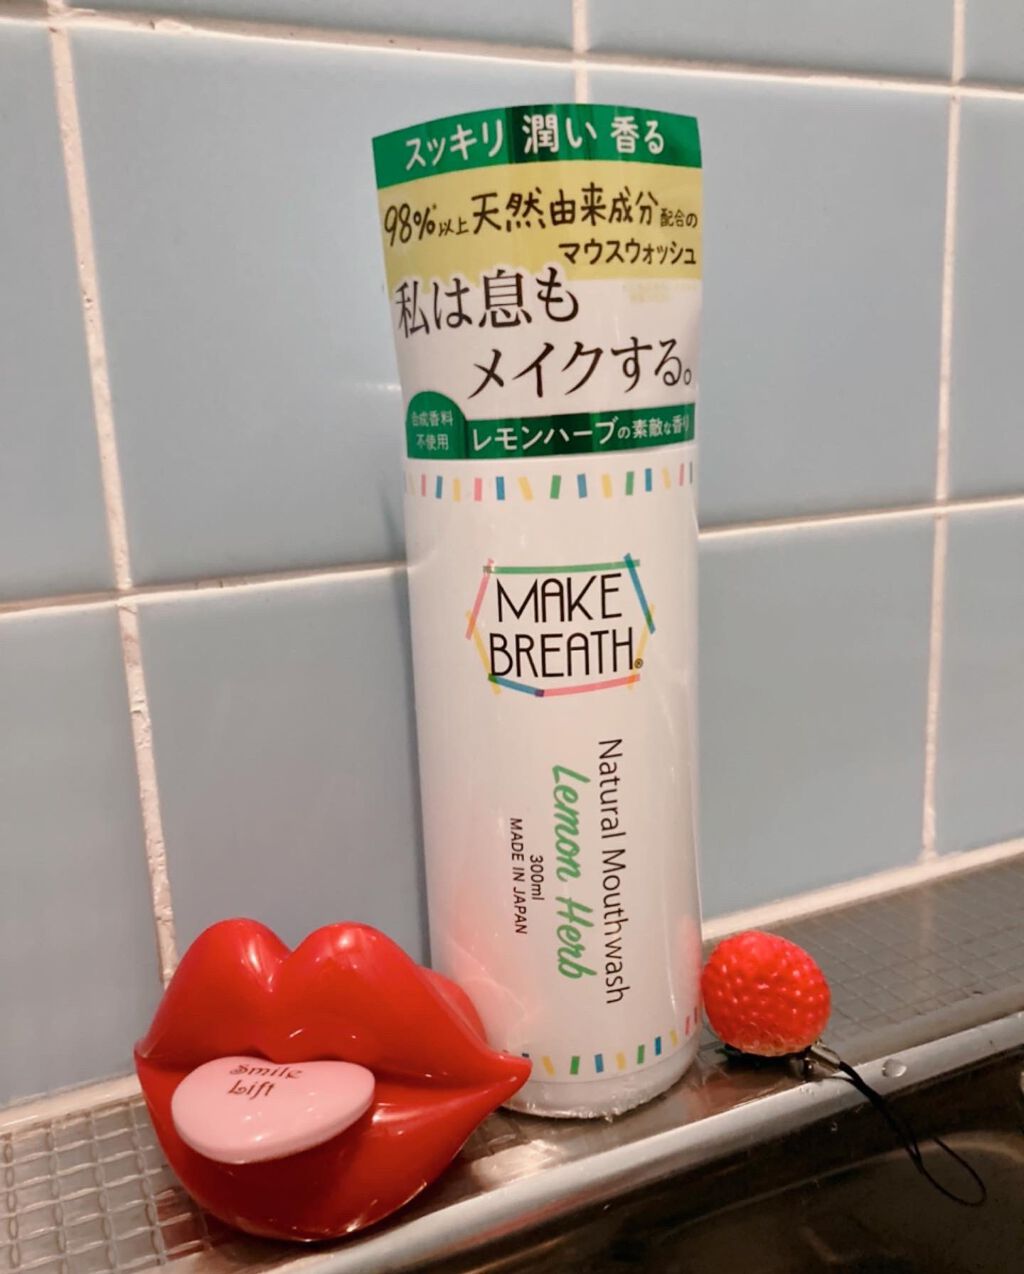 スッキリ 潤い 香る
98%*以上天然由来成分配合の
マウスウォッシュ
私は息も
メイクする。
合成香料
不使用
レモンハーブの素敵な香り
MAKE
BREATH®
Natural Mouthwash
Lemon Herb
300ml
MADE IN JAPAN
Smile
Lift